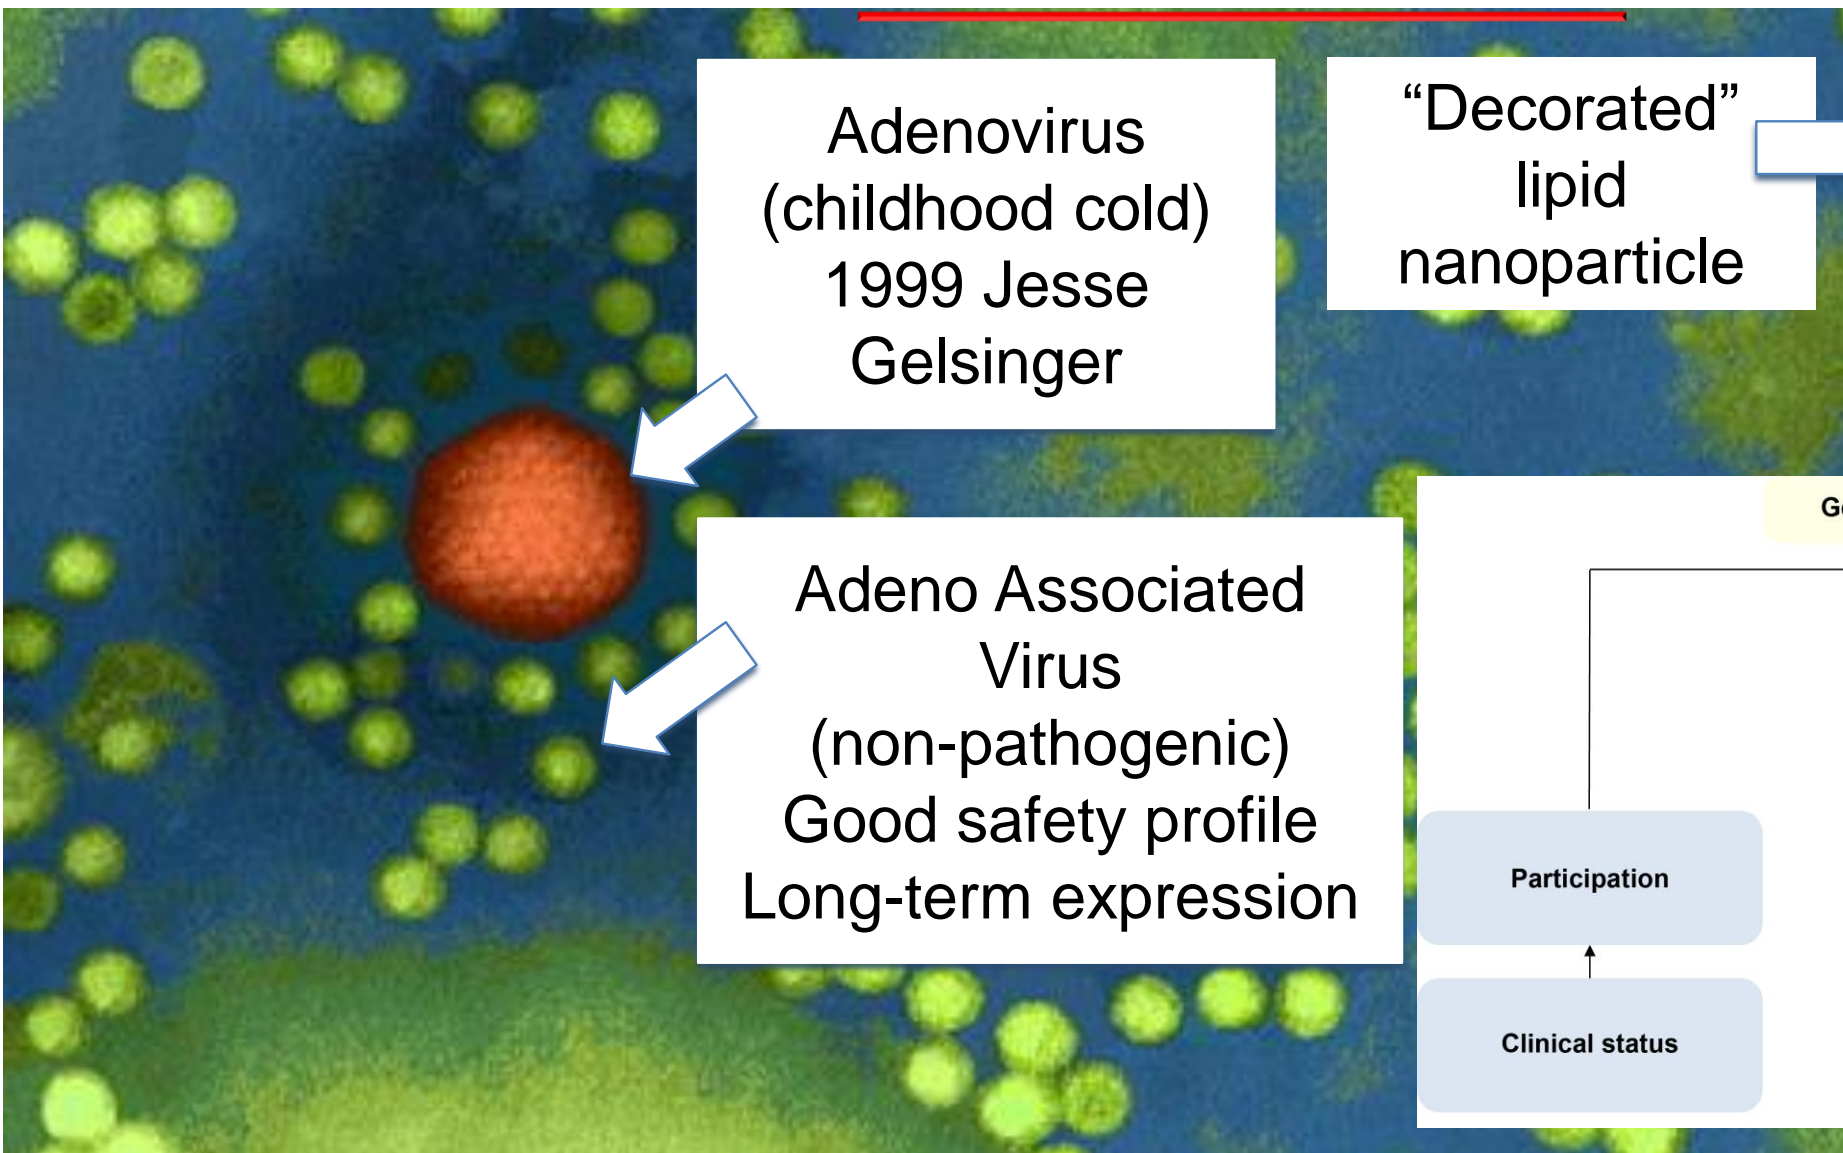 Adenovirus
(childhood cold)
1999 Jesse
Gelsinger
“Decorated”
lipid
nanoparticle
Adeno Associated
Virus
(non-pathogenic)
Good safety profile
Long-term expression
Participation
Clinical status